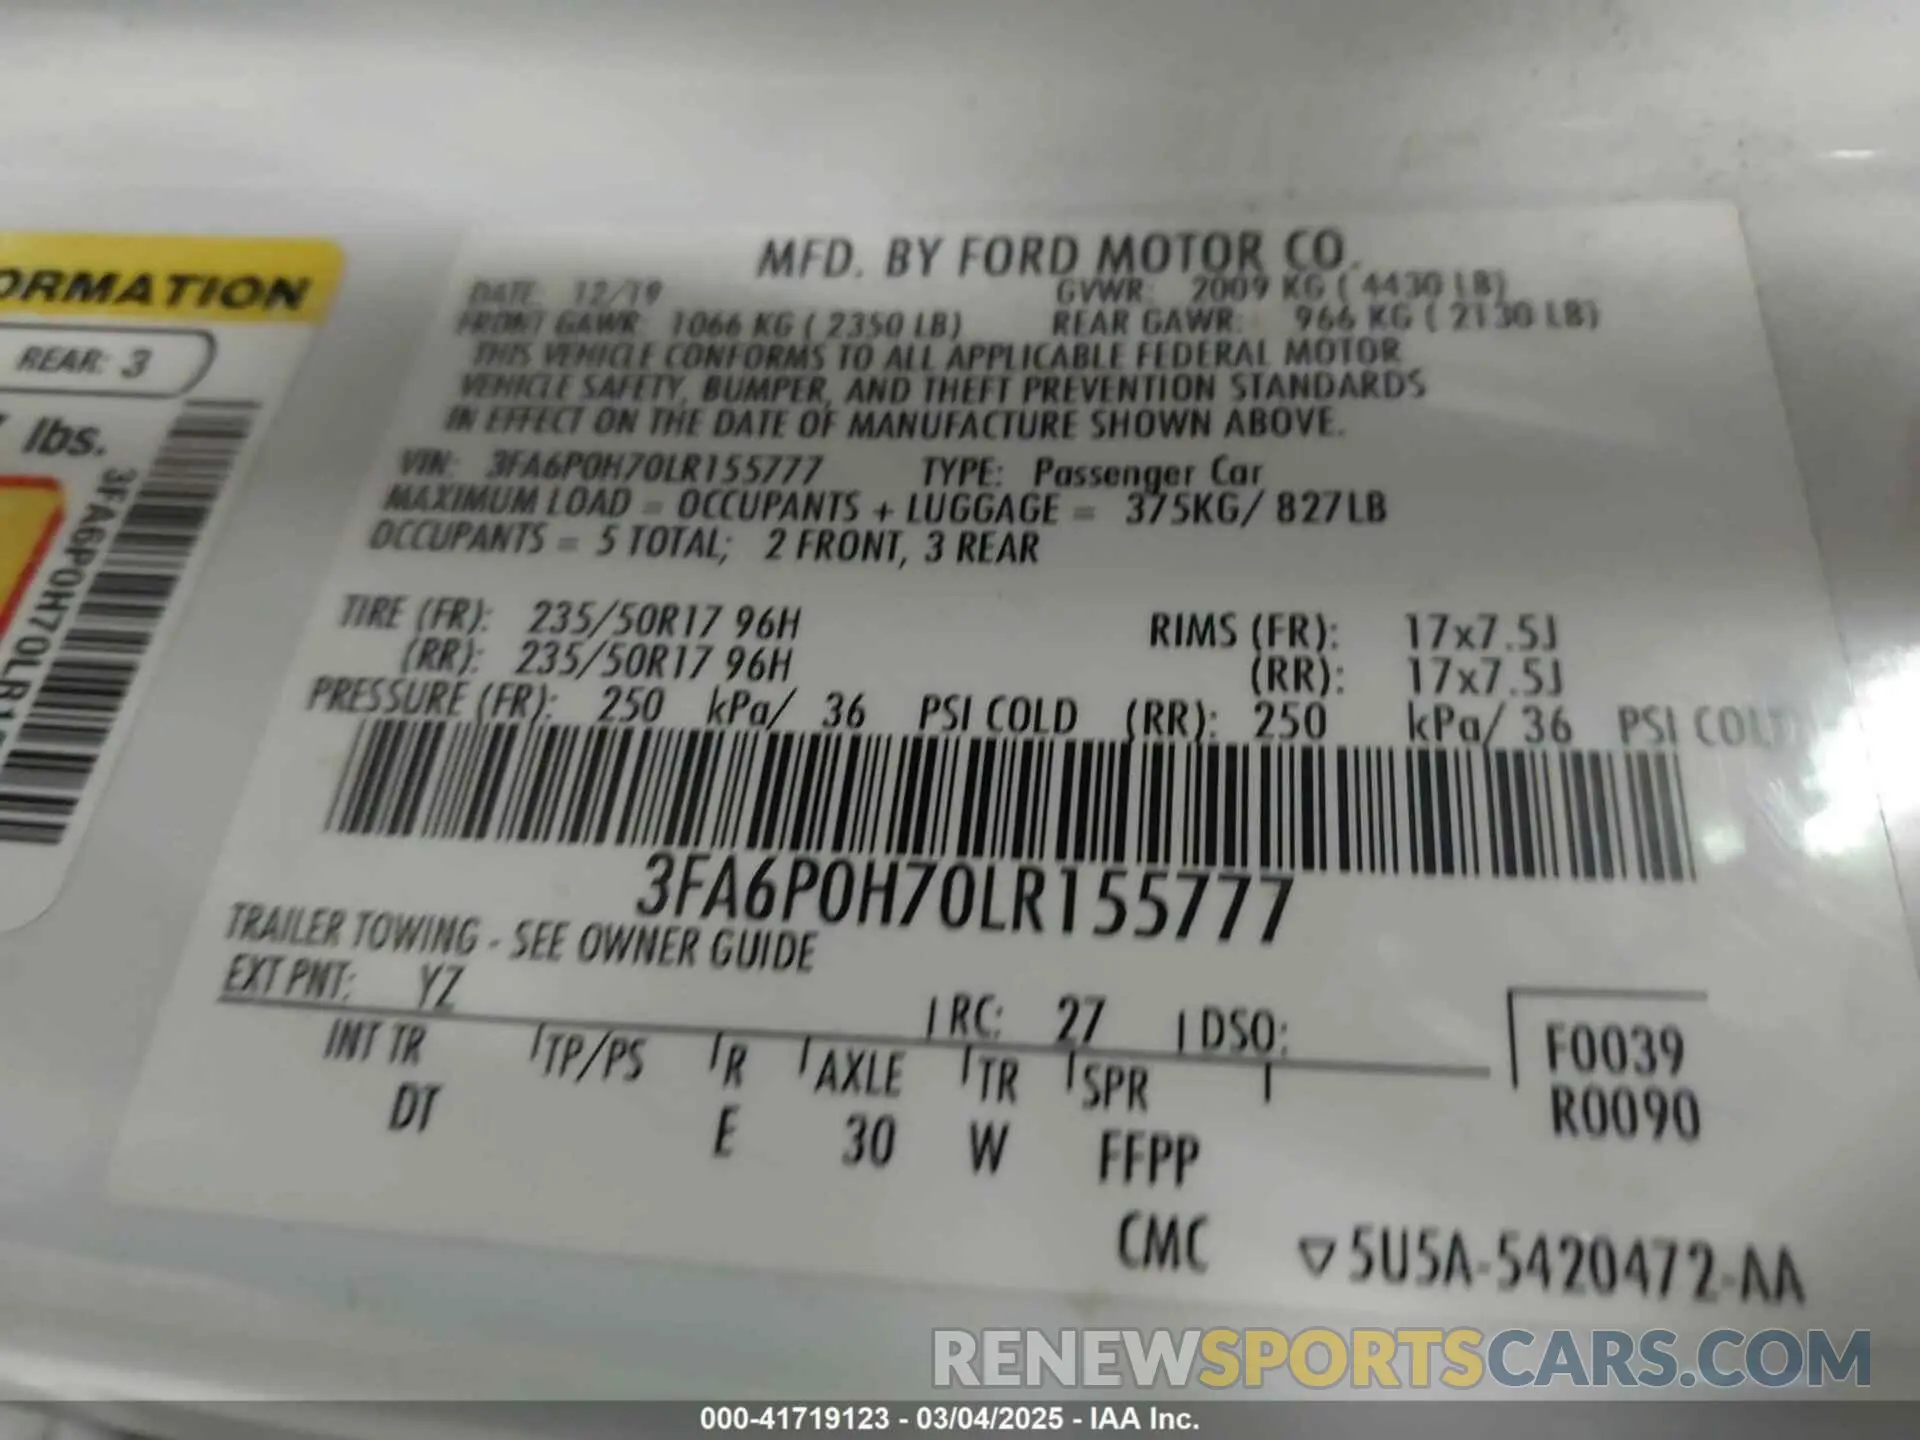 ORMATION
REAR: 3
lbs.
3FA6P0H70LR1
MFD. BY FORD MOTOR CO.
DATE: 12/19 GVWR: 2009 KG ( 4430 LB)
FRONT GAWR: 1066 KG ( 2350 LB) REAR GAWR: 966 KG ( 2130 LB)
THIS VEHICLE CONFORMS TO ALL APPLICABLE FEDERAL MOTOR
VEHICLE SAFETY, BUMPER, AND THEFT PREVENTION STANDARDS
IN EFFECT ON THE DATE OF MANUFACTURE SHOWN ABOVE.
VIN: 3FA6P0H70LR155777 TYPE: Passenger Car
MAXIMUM LOAD = OCCUPANTS + LUGGAGE = 375KG/ 827LB
OCCUPANTS = 5 TOTAL; 2 FRONT, 3 REAR
TIRE (FR): 235/50R17 96H RIMS (FR): 17x7.5J
(RR): 235/50R17 96H (RR): 17x7.5J
PRESSURE (FR): 250 kPa/ 36 PSI COLD (RR): 250 kPa/ 36 PSI COLD
3FA6P0H70LR155777
TRAILER TOWING - SEE OWNER GUIDE
EXT PNT: YZ RC: 27 DSO:
INT TR TP/PS R AXLE TR SPR
DT E 30 W FFPP
F0039
R0090
CMC ▽5U5A-5420472-AA
RENEWSPORTSCARS.COM
000-41719123 - 03/04/2025 - IAA Inc.